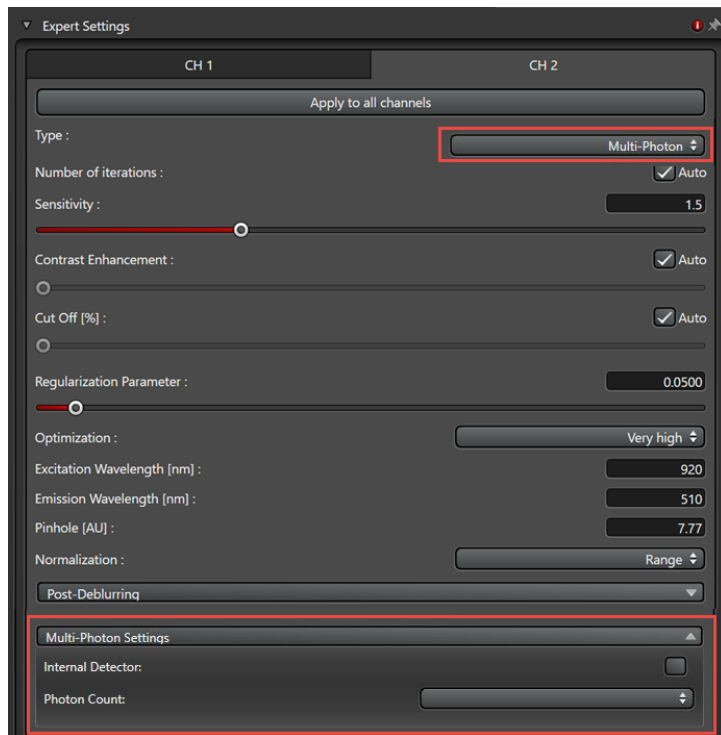 Expert Settings
CH 1
CH 2
Apply to all channels
Type :
Multi-Photon
Number of iterations :
Auto
Sensitivity :
1.5
Contrast Enhancement :
Auto
Cut Off [%] :
Auto
Regularization Parameter :
0.0500
Optimization :
Very high
Excitation Wavelength [nm] :
920
Emission Wavelength [nm] :
510
Pinhole [AU] :
7.77
Normalization :
Range
Post-Deblurring
Multi-Photon Settings
Internal Detector:
Photon Count: